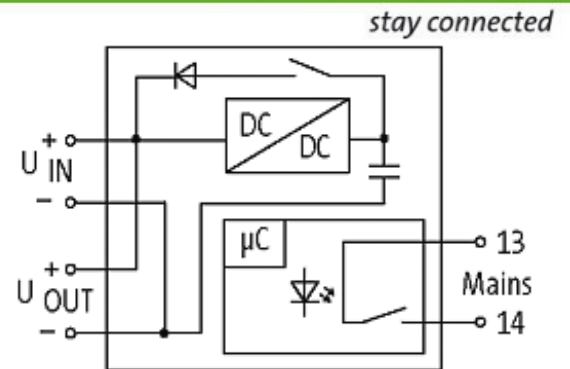 stay connected
DC
DC
+
U IN
-
+
U OUT
-
µC
13
Mains
14